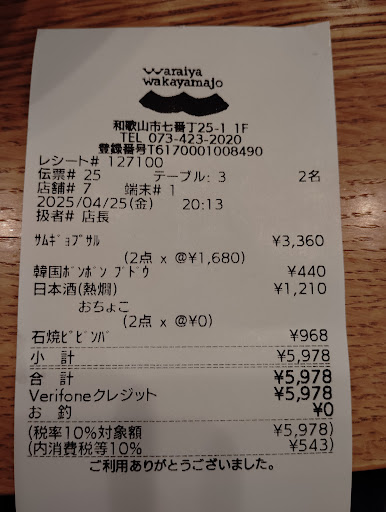 waraiya
wakayamajo
和歌山市七番丁25-1 1F
TEL 073-423-2020
登録番号T6170001008490
レシート# 127100
伝票# 25 テーブル: 3 2名
店舗# 7 端末# 1
2025/04/25(金) 20:13
扱者# 店長
ｻﾑｷﾞｮﾌﾟｻﾙ ¥3,360
(2点 x @¥1,680)
韓国ﾎﾞﾝﾎﾞﾝ ﾌﾞﾄﾞｳ ¥440
日本酒(熱燗) ¥1,210
おちょこ
(2点 x @¥0)
石焼ﾋﾞﾋﾞﾝﾊﾞ ¥968
小 計 ¥5,978
合 計 ¥5,978
Verifoneクレジット ¥5,978
お 釣 ¥0
(税率10%対象額 ¥5,978)
(内消費税等10% ¥543)
ご利用ありがとうございました。